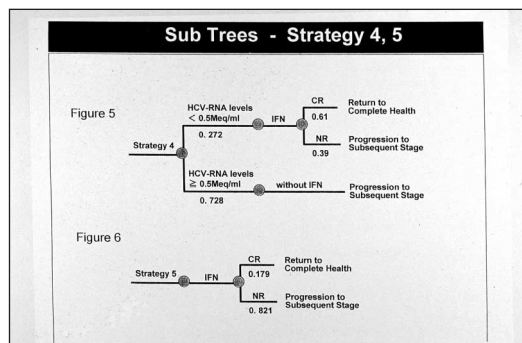 Sub Trees - Strategy 4, 5
Figure 5
HCV-RNA levels
< 0.5Meq/ml
0. 272
IFN
CR
0.61
Return to
Complete Health
NR
0.39
Progression to
Subsequent Stage
Strategy 4
HCV-RNA levels
≧ 0.5Meq/ml
0. 728
without IFN
Progression to
Subsequent Stage
Figure 6
Strategy 5
IFN
CR
0.179
Return to
Complete Health
NR
0. 821
Progression to
Subsequent Stage